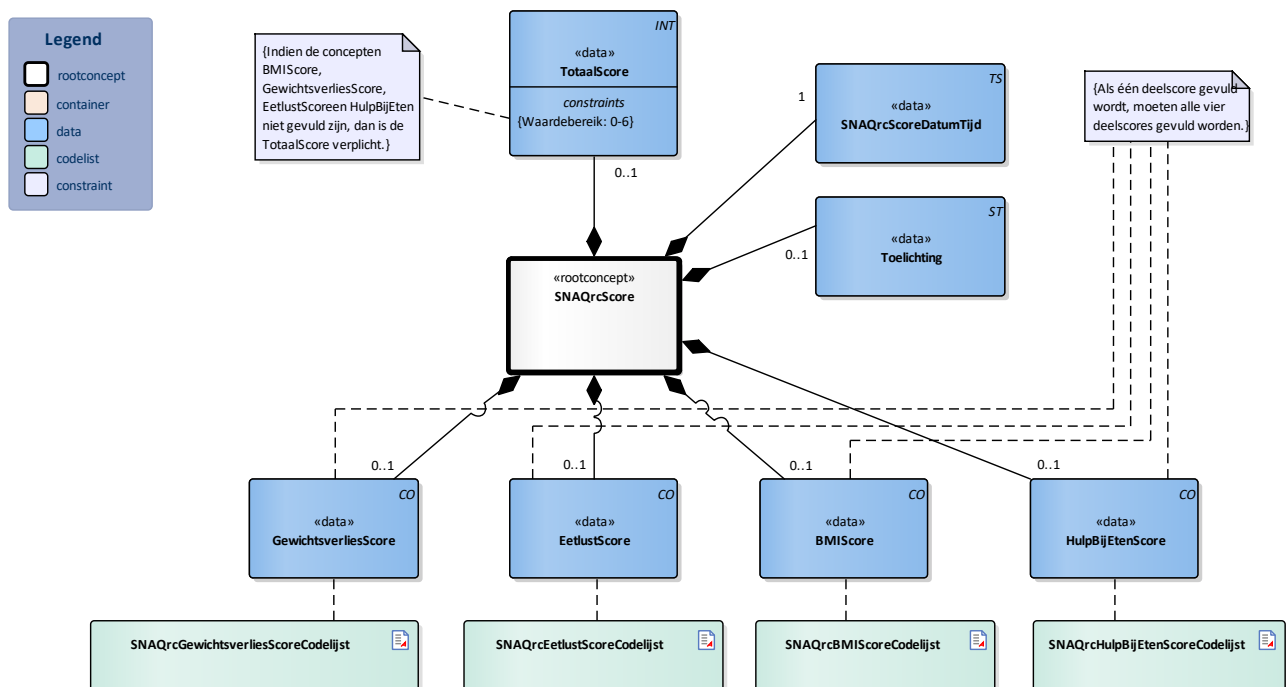 Legend
rootconcept
container
data
codelist
constraint
{Indien de concepten
BMIScore,
GewichtsverliesScore,
EetlustScoreen HulpBijEten
niet gevuld zijn, dan is de
TotaalScore verplicht.}
INT
«data»
TotaalScore
constraints
{Waardebereik: 0-6}
0..1
TS
«data»
SNAQrcScoreDatumTijd
1
{Als één deelscore gevuld
wordt, moeten alle vier
deelscores gevuld worden.}
ST
«data»
Toelichting
0..1
«rootconcept»
SNAQrcScore
0..1
0..1
0..1
0..1
CO
«data»
GewichtsverliesScore
CO
«data»
EetlustScore
CO
«data»
BMIScore
CO
«data»
HulpBijEtenScore
SNAQrcGewichtsverliesScoreCodelijst
SNAQrcEetlustScoreCodelijst
SNAQrcBMIScoreCodelijst
SNAQrcHulpBijEtenScoreCodelijst